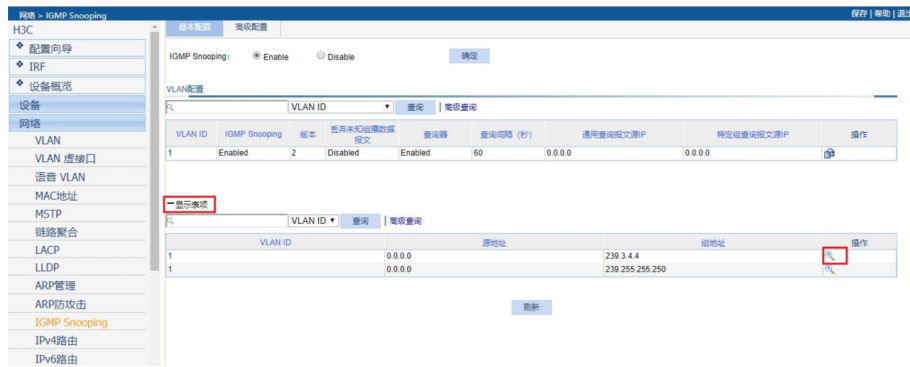 网络 > IGMP Snooping
保存 | 帮助 | 退出
H3C
配置向导
IRF
设备概览
设备
网络
VLAN
VLAN 虚接口
语音 VLAN
MAC地址
MSTP
链路聚合
LACP
LLDP
ARP管理
ARP防攻击
IGMP Snooping
IPv4路由
IPv6路由
基本配置 高级配置
IGMP Snooping: Enable Disable 确定
VLAN配置
VLAN ID 查询 | 高级查询
VLAN ID IGMP Snooping 版本 丢弃未知组播数据报文 查询器 查询间隔 (秒) 通用查询报文源IP 特定组查询报文源IP 操作
1 Enabled 2 Disabled Enabled 60 0.0.0.0 0.0.0.0
显示表项
VLAN ID 查询 | 高级查询
VLAN ID 源地址 组地址 操作
1 0.0.0.0 239.3.4.4
1 0.0.0.0 239.255.255.250
刷新